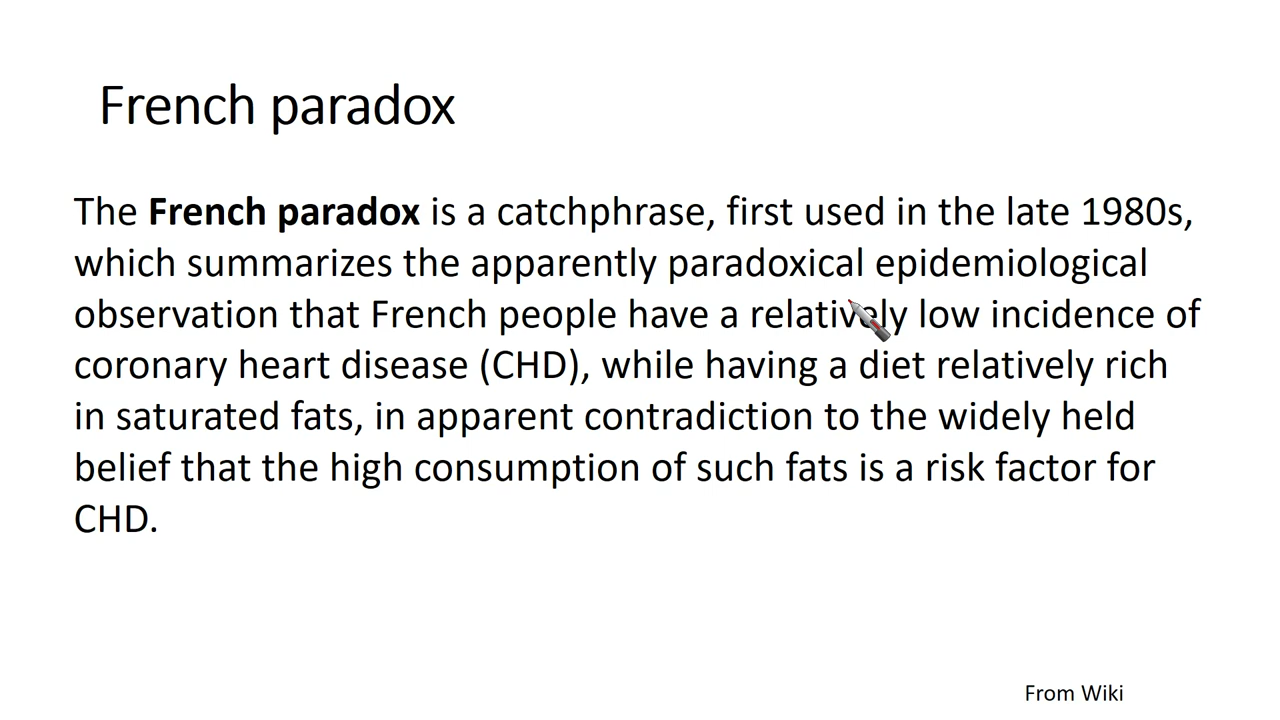 French paradox
The French paradox is a catchphrase, first used in the late 1980s,
which summarizes the apparently paradoxical epidemiological
observation that French people have a relatively low incidence of
coronary heart disease (CHD), while having a diet relatively rich
in saturated fats, in apparent contradiction to the widely held
belief that the high consumption of such fats is a risk factor for
CHD.
From Wiki